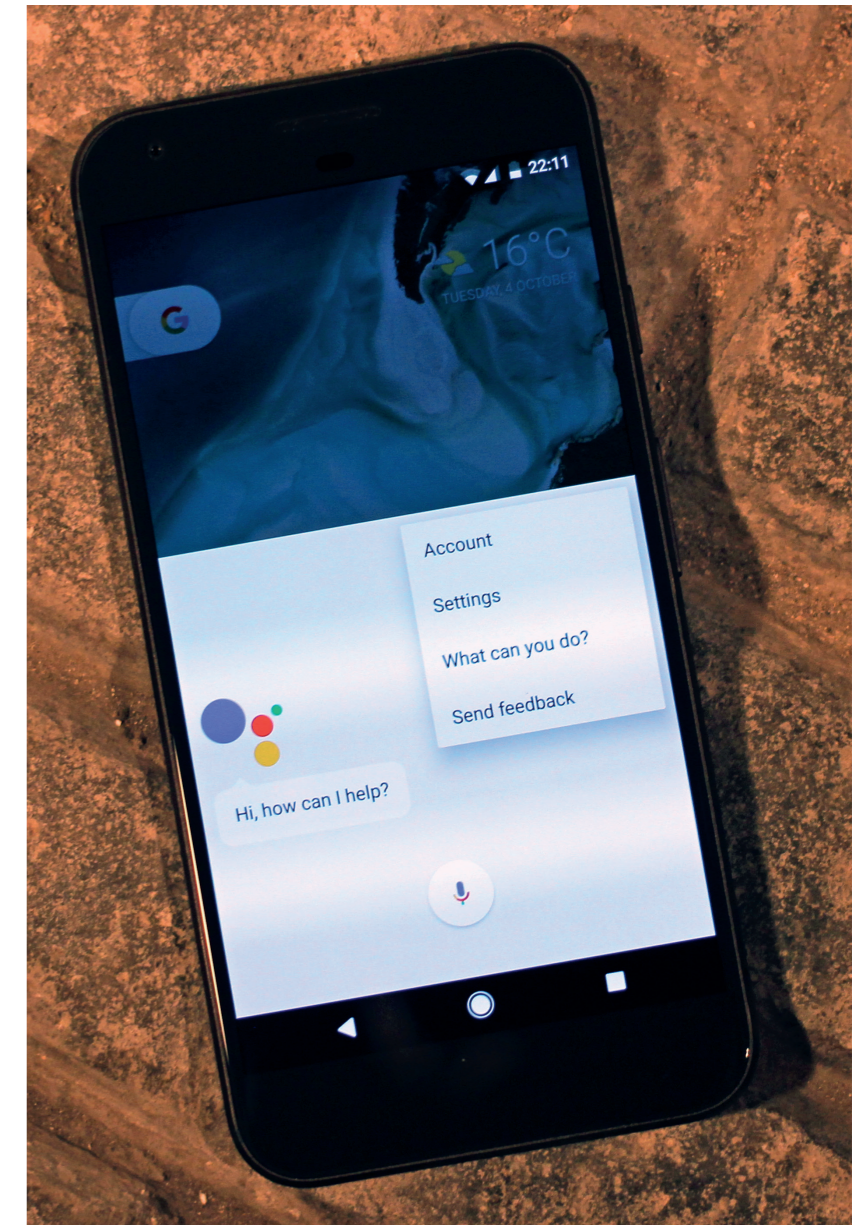 22:11
16°C
TUESDAY, 4 OCTOBER
G
Account
Settings
What can you do?
Send feedback
Hi, how can I help?